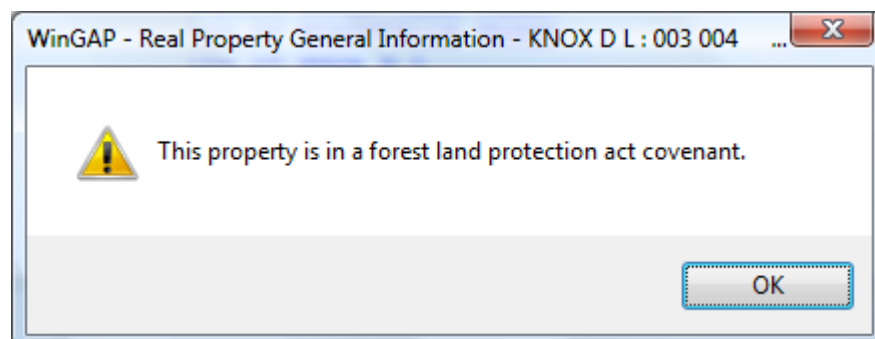 WinGAP - Real Property General Information - KNOX D L : 003 004 ...
This property is in a forest land protection act covenant.
OK